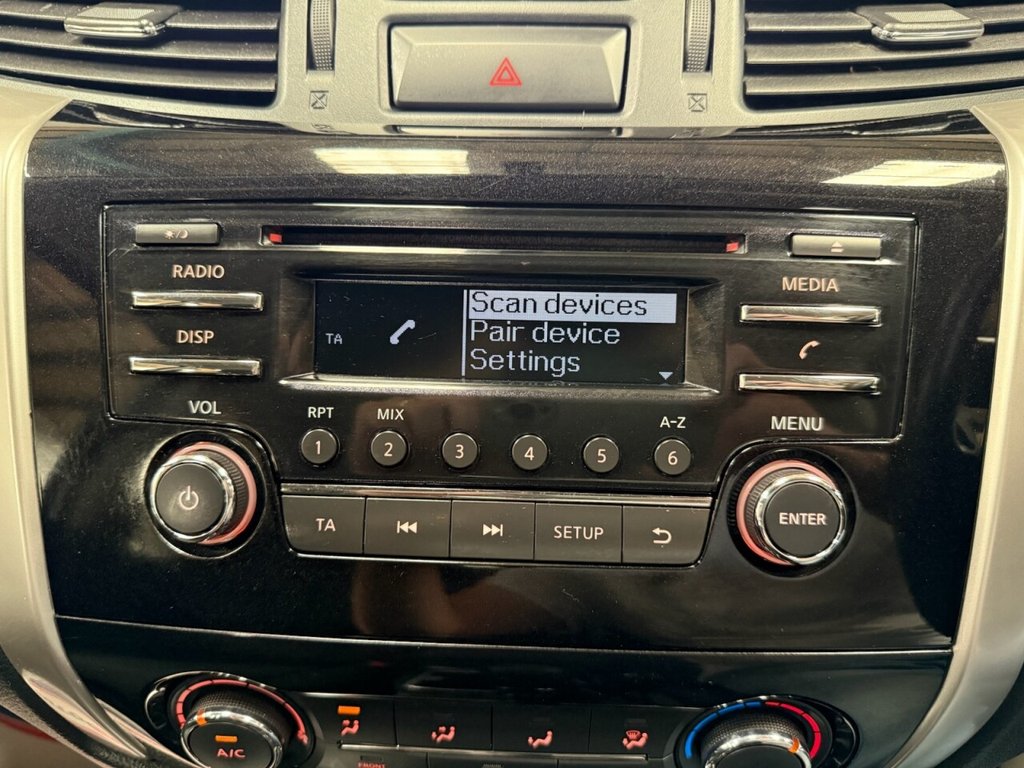 RADIO
MEDIA
DISP
TA
Scan devices
Pair device
Settings
VOL
RPT
MIX
A-Z
MENU
1
2
3
4
5
6
TA
SETUP
ENTER
A/C
FRONT